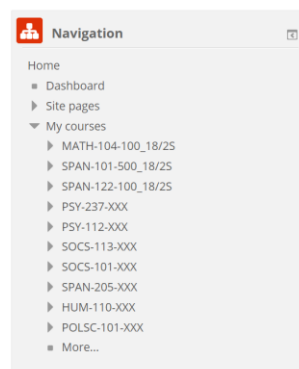 Navigation
Home
Dashboard
Site pages
My courses
MATH-104-100_18/2S
SPAN-101-500_18/2S
SPAN-122-100_18/2S
PSY-237-XXX
PSY-112-XXX
SOCS-113-XXX
SOCS-101-XXX
SPAN-205-XXX
HUM-110-XXX
POLSC-101-XXX
More...